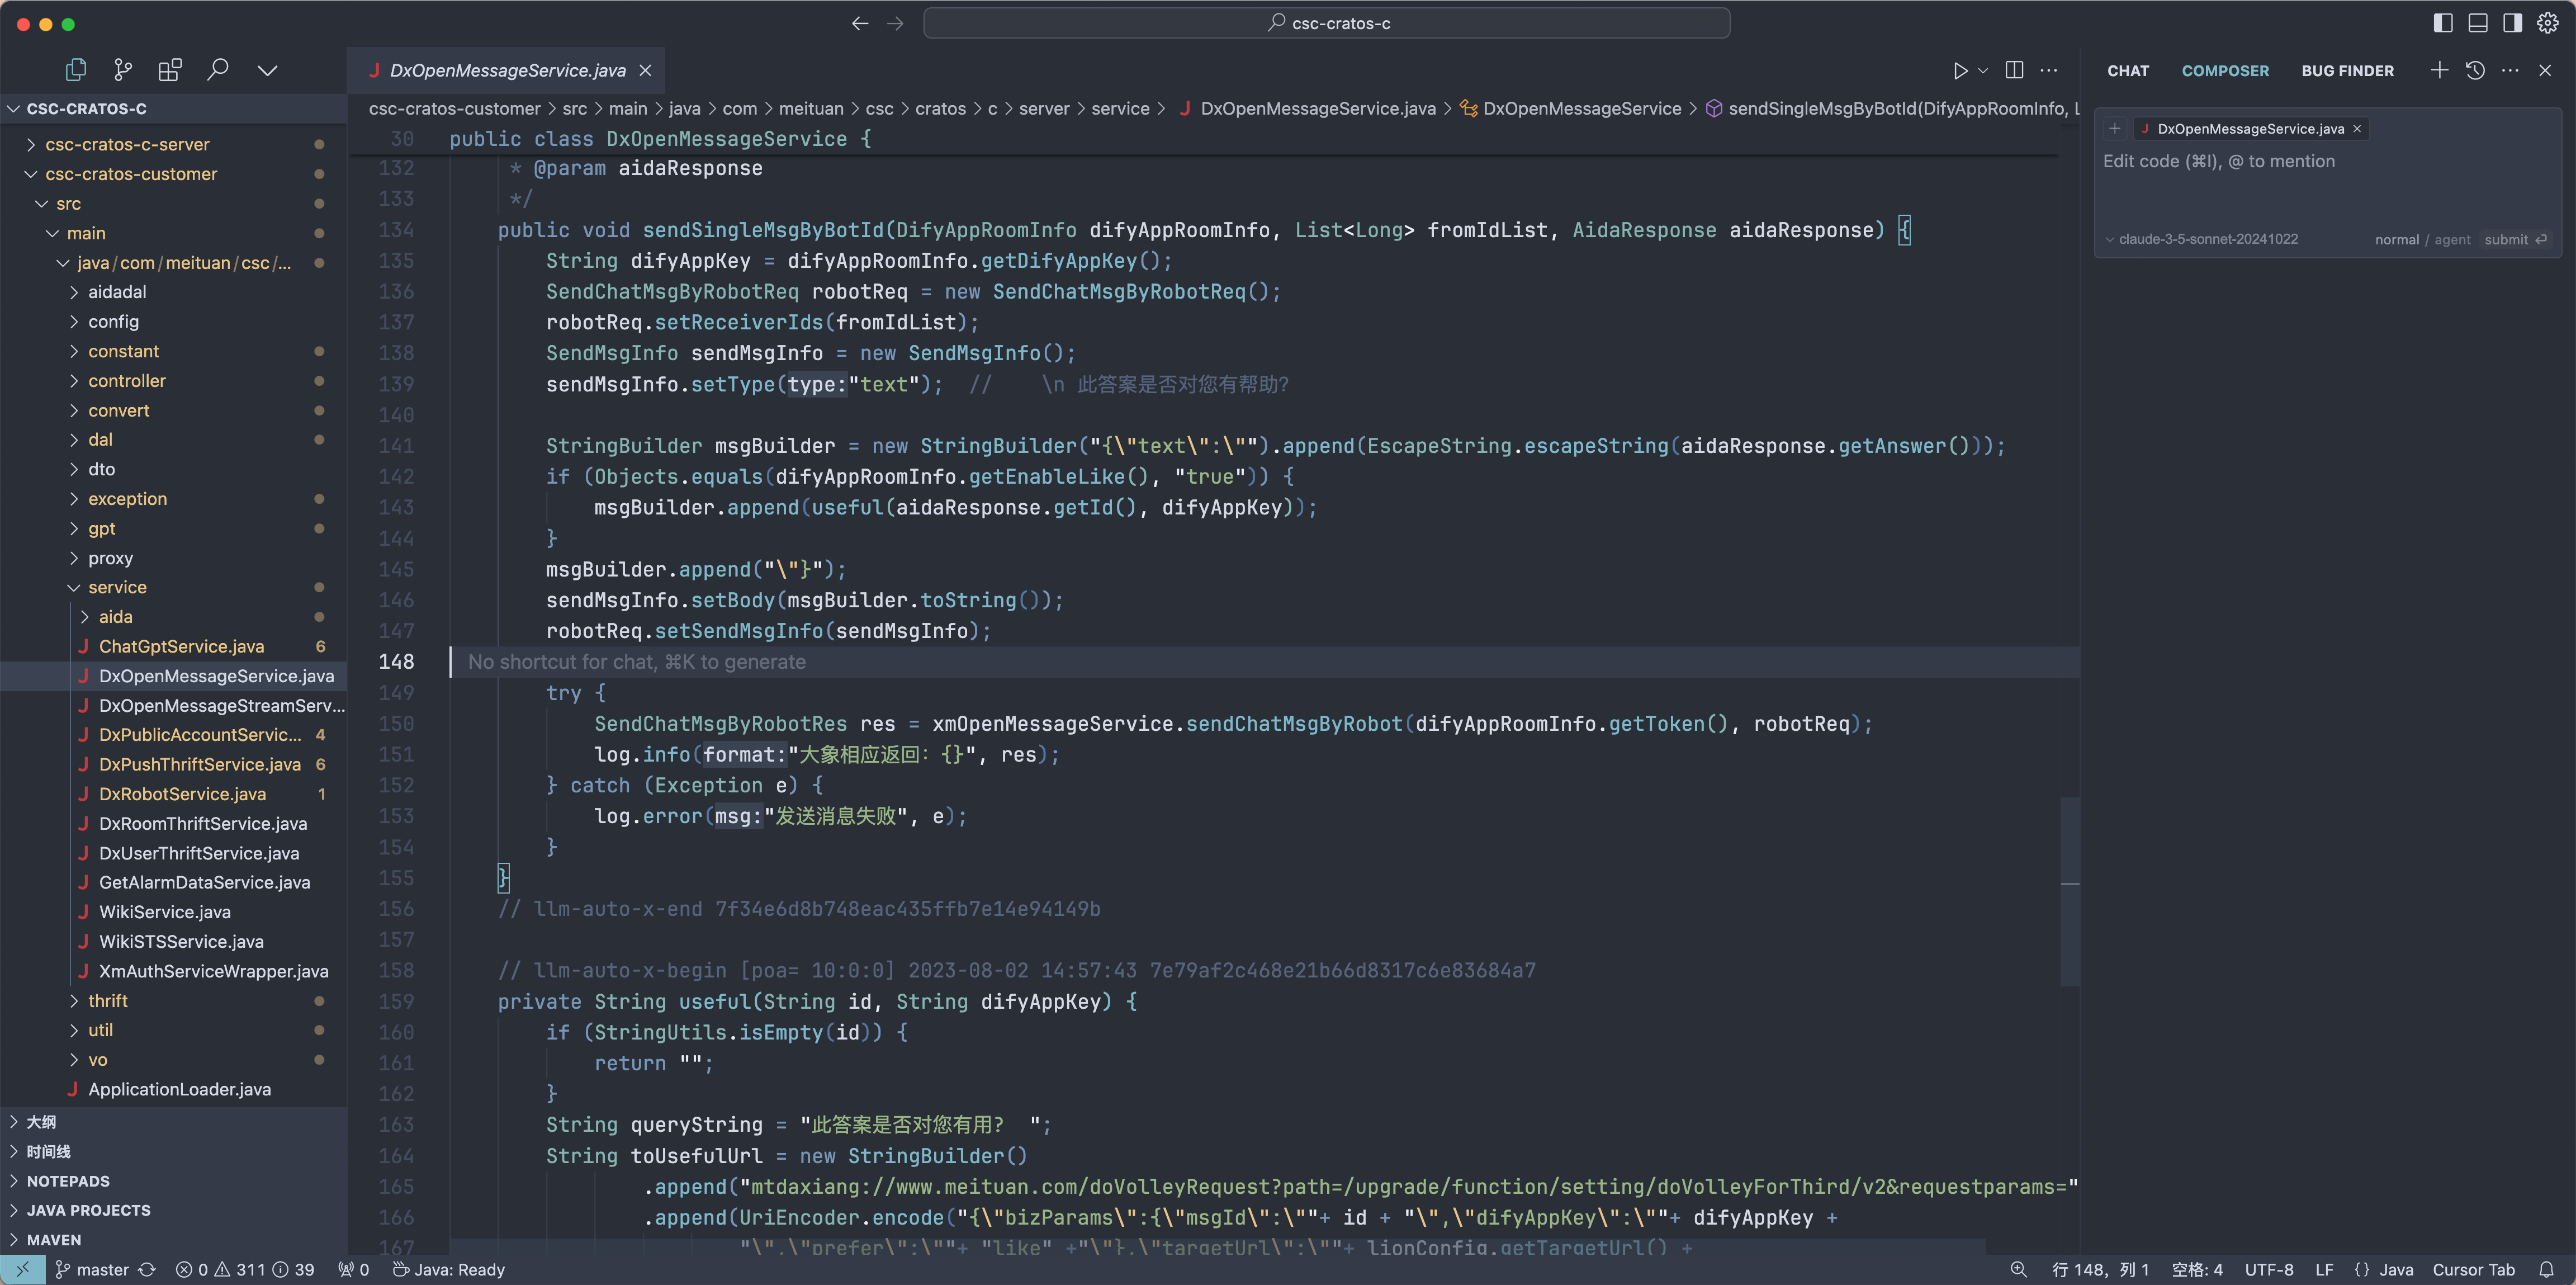 csc-cratos-c
DxOpenMessageService.java
CHAT COMPOSER BUG FINDER
CSC-CRATOS-C
csc-cratos-c-server
csc-cratos-customer
src
main
java/com/meituan/csc/...
aidadal
config
constant
controller
convert
dal
dto
exception
gpt
proxy
service
aida
ChatGptService.java 6
DxOpenMessageService.java
DxOpenMessageStreamServ...
DxPublicAccountServic... 4
DxPushThriftService.java 6
DxRobotService.java 1
DxRoomThriftService.java
DxUserThriftService.java
GetAlarmDataService.java
WikiService.java
WikiSTSService.java
XmAuthServiceWrapper.java
thrift
util
vo
ApplicationLoader.java
大纲
时间线
NOTEPADS
JAVA PROJECTS
MAVEN
csc-cratos-customer > src > main > java > com > meituan > csc > cratos > c > server > service > DxOpenMessageService.java > DxOpenMessageService > sendSingleMsgByBotId(DifyAppRoomInfo, L
30 public class DxOpenMessageService {
132 * @param aidaResponse
133 */
134 public void sendSingleMsgByBotId(DifyAppRoomInfo difyAppRoomInfo, List<Long> fromIdList, AidaResponse aidaResponse) {
135 String difyAppKey = difyAppRoomInfo.getDifyAppKey();
136 SendChatMsgByRobotReq robotReq = new SendChatMsgByRobotReq();
137 robotReq.setReceiverIds(fromIdList);
138 SendMsgInfo sendMsgInfo = new SendMsgInfo();
139 sendMsgInfo.setType(type:"text"); //    \n 此答案是否对您有帮助?
140
141 StringBuilder msgBuilder = new StringBuilder("{\"text\":\"").append(EscapeString.escapeString(aidaResponse.getAnswer()));
142 if (Objects.equals(difyAppRoomInfo.getEnableLike(), "true")) {
143 msgBuilder.append(useful(aidaResponse.getId(), difyAppKey));
144 }
145 msgBuilder.append("\"}");
146 sendMsgInfo.setBody(msgBuilder.toString());
147 robotReq.setSendMsgInfo(sendMsgInfo);
148 No shortcut for chat, ⌘K to generate
149 try {
150 SendChatMsgByRobotRes res = xmOpenMessageService.sendChatMsgByRobot(difyAppRoomInfo.getToken(), robotReq);
151 log.info(format:"大象相应返回：{}", res);
152 } catch (Exception e) {
153 log.error(msg:"发送消息失败", e);
154 }
155 }
156 // llm-auto-x-end 7f34e6d8b748eac435ffb7e14e94149b
157
158 // llm-auto-x-begin [poa= 10:0:0] 2023-08-02 14:57:43 7e79af2c468e21b66d8317c6e83684a7
159 private String useful(String id, String difyAppKey) {
160 if (StringUtils.isEmpty(id)) {
161 return "";
162 }
163 String queryString = "此答案是否对您有用?  ";
164 String toUsefulUrl = new StringBuilder()
165 .append("mtdaxiang://www.meituan.com/doVolleyRequest?path=/upgrade/function/setting/doVolleyForThird/v2&requestparams="
166 .append(UriEncoder.encode("{\"bizParams\":{\"msgId\":\""+ id + "\",\"difyAppKey\":\""+ difyAppKey +
167 "\",\"prefer\":\""+ "like" +"\"},\"targetUrl\":\""+ lionConfig.getTargetUrl() +
DxOpenMessageService.java
Edit code (⌘I), @ to mention
claude-3-5-sonnet-20241022 normal / agent submit
master 0 311 39 0 Java: Ready
行 148，列 1 空格: 4 UTF-8 LF {} Java Cursor Tab